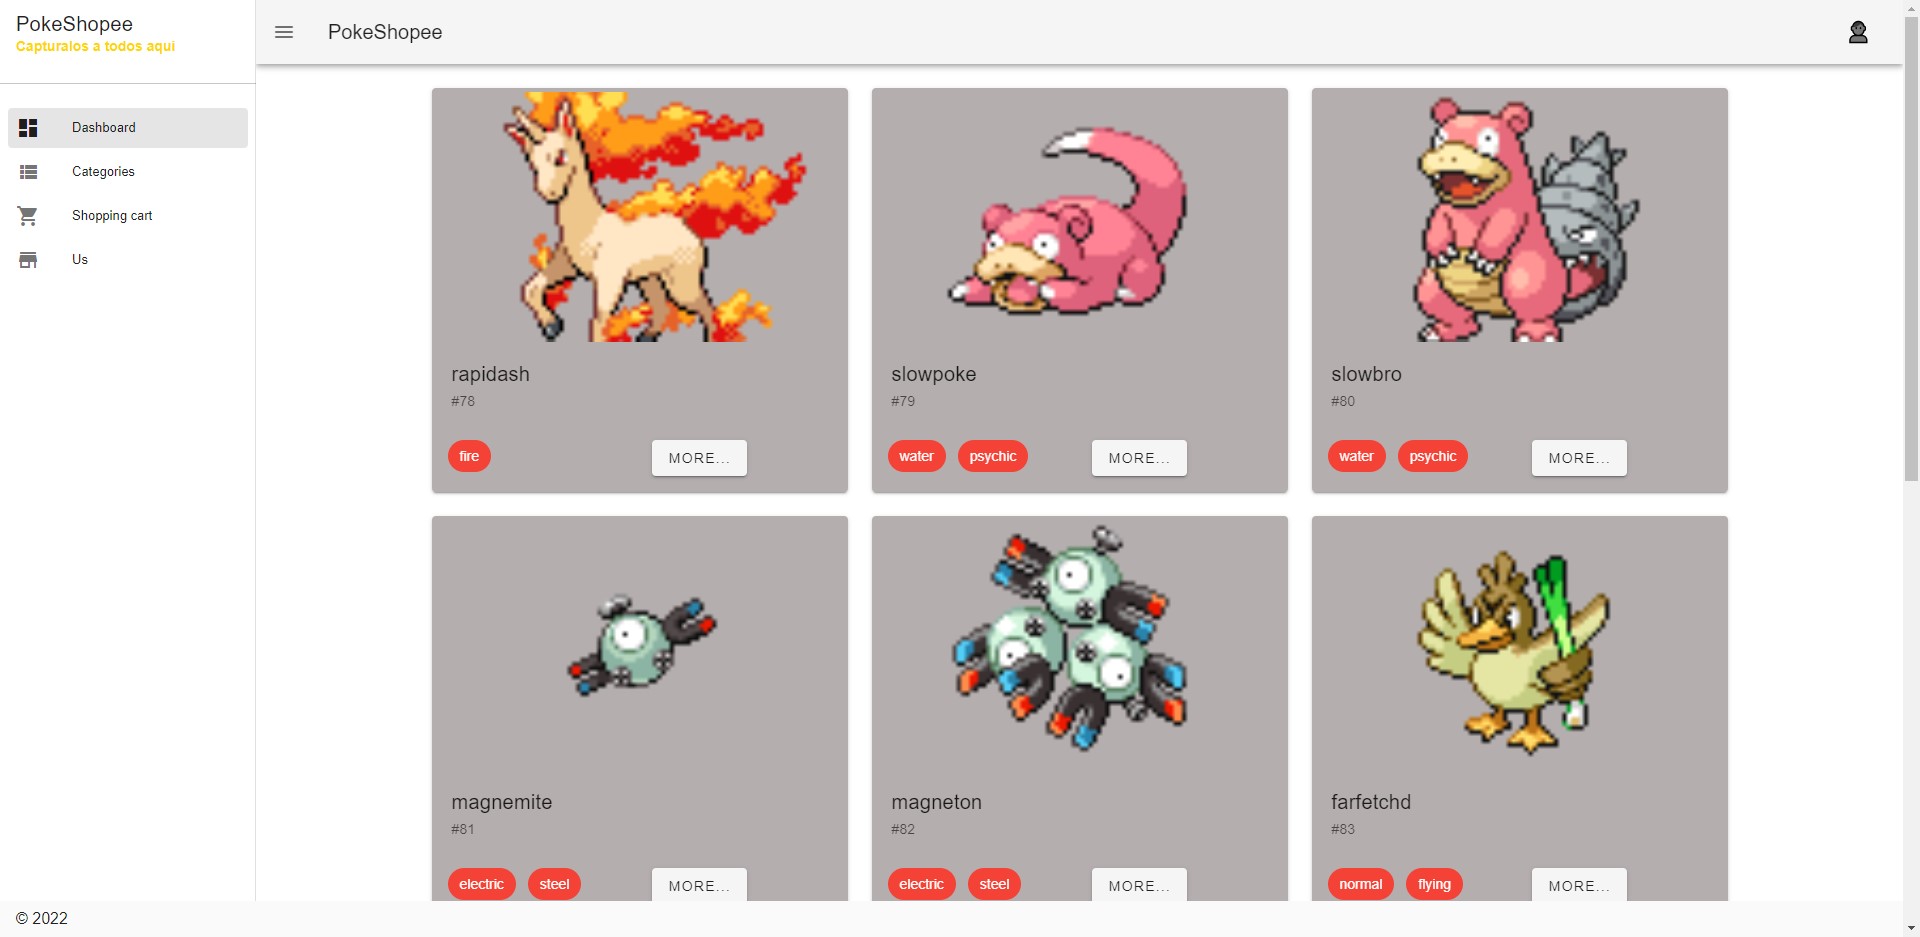 PokeShopee
Capturalos a todos aqui
PokeShopee
Dashboard
Categories
Shopping cart
Us
rapidash
#78
fire
MORE...
slowpoke
#79
water psychic
MORE...
slowbro
#80
water psychic
MORE...
magnemite
#81
electric steel
MORE...
magneton
#82
electric steel
MORE...
farfetchd
#83
normal flying
MORE...
© 2022